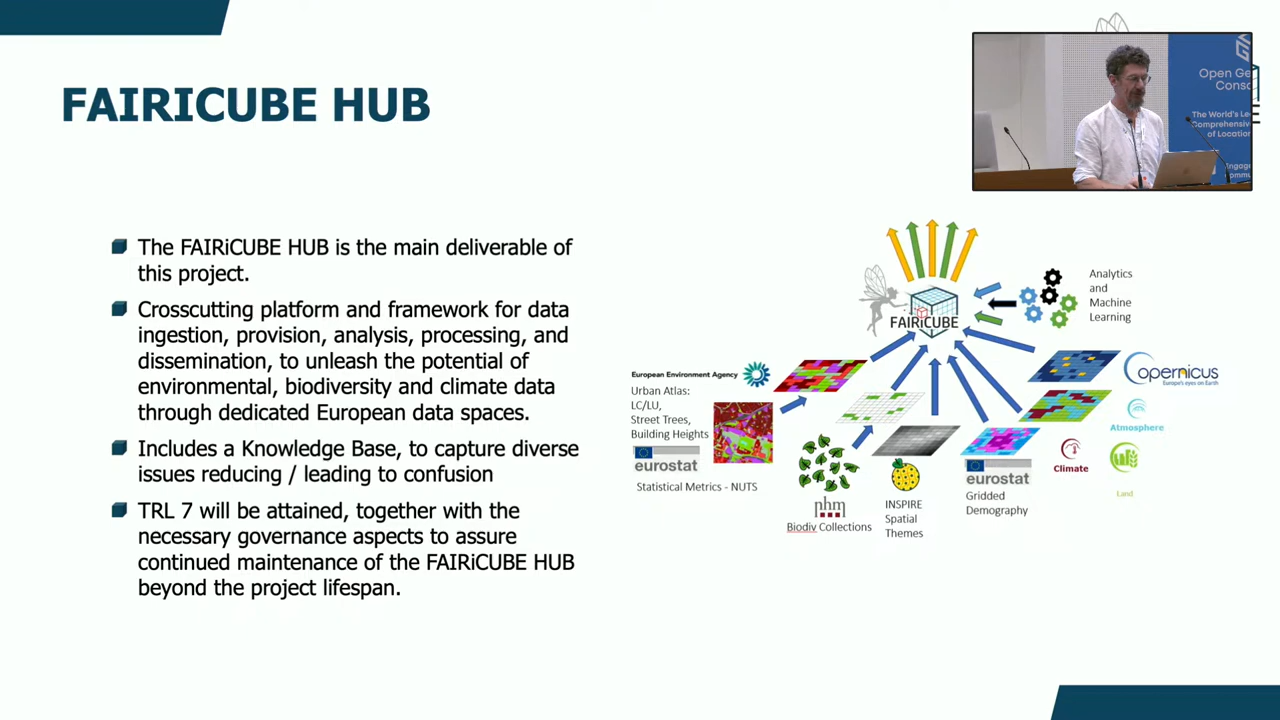 FAIRICUBE HUB
The FAIRiCUBE HUB is the main deliverable of
this project.
Crosscutting platform and framework for data
ingestion, provision, analysis, processing, and
dissemination, to unleash the potential of
environmental, biodiversity and climate data
through dedicated European data spaces.
Includes a Knowledge Base, to capture diverse
issues reducing / leading to confusion
TRL 7 will be attained, together with the
necessary governance aspects to assure
continued maintenance of the FAIRiCUBE HUB
beyond the project lifespan.
Open Ge
Conso
The World's Le
Comprehensive
of Location
Engage
FAIRiCUBE
Analytics
and
Machine
Learning
European Environment Agency
Urban Atlas:
LC/LU,
Street Trees,
Building Heights
eurostat
Statistical Metrics - NUTS
nhm
Biodiv Collections
INSPIRE
Spatial
Themes
eurostat
Gridded
Demography
Copernicus
Europe's eyes on Earth
Atmosphere
Climate
Land